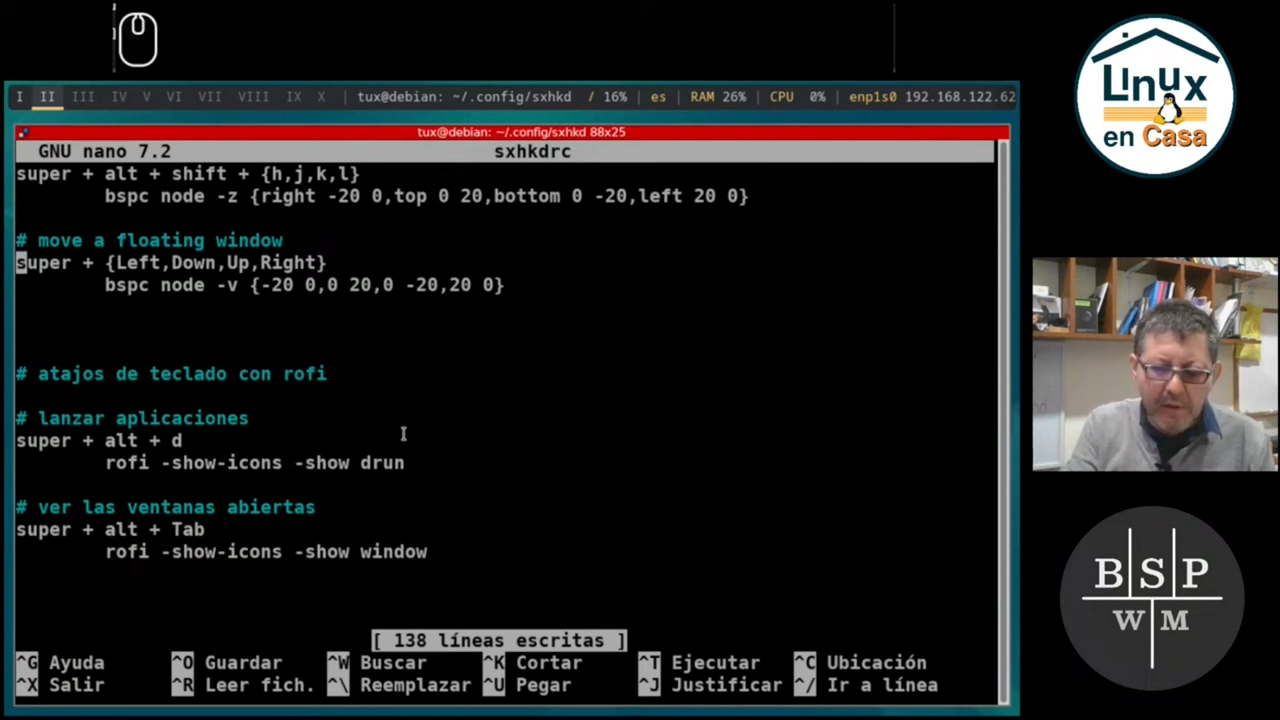 I II III IV V VI VII VIII IX X | tux@debian: ~/.config/sxhkd / 16% | es | RAM 26% | CPU 0% | enp1s0 192.168.122.62
tux@debian: ~/.config/sxhkd 88x25
GNU nano 7.2 sxhkdrc
super + alt + shift + {h,j,k,l}
bspc node -z {right -20 0,top 0 20,bottom 0 -20,left 20 0}
# move a floating window
super + {Left,Down,Up,Right}
bspc node -v {-20 0,0 20,0 -20,20 0}
# atajos de teclado con rofi
# lanzar aplicaciones
super + alt + d
rofi -show-icons -show drun
# ver las ventanas abiertas
super + alt + Tab
rofi -show-icons -show window
[ 138 líneas escritas ]
^G Ayuda ^O Guardar ^W Buscar ^K Cortar ^T Ejecutar ^C Ubicación
^X Salir ^R Leer fich. ^\ Reemplazar ^U Pegar ^J Justificar ^/ Ir a línea
Linux
en Casa
BSP
WM